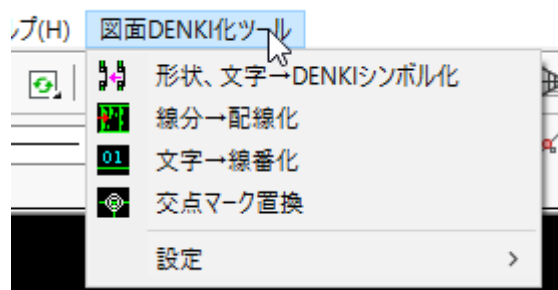 ルプ(H) 図面DENKI化ツール
形状、文字→DENKIシンボル化
線分→配線化
01 文字→線番化
交点マーク置換
設定